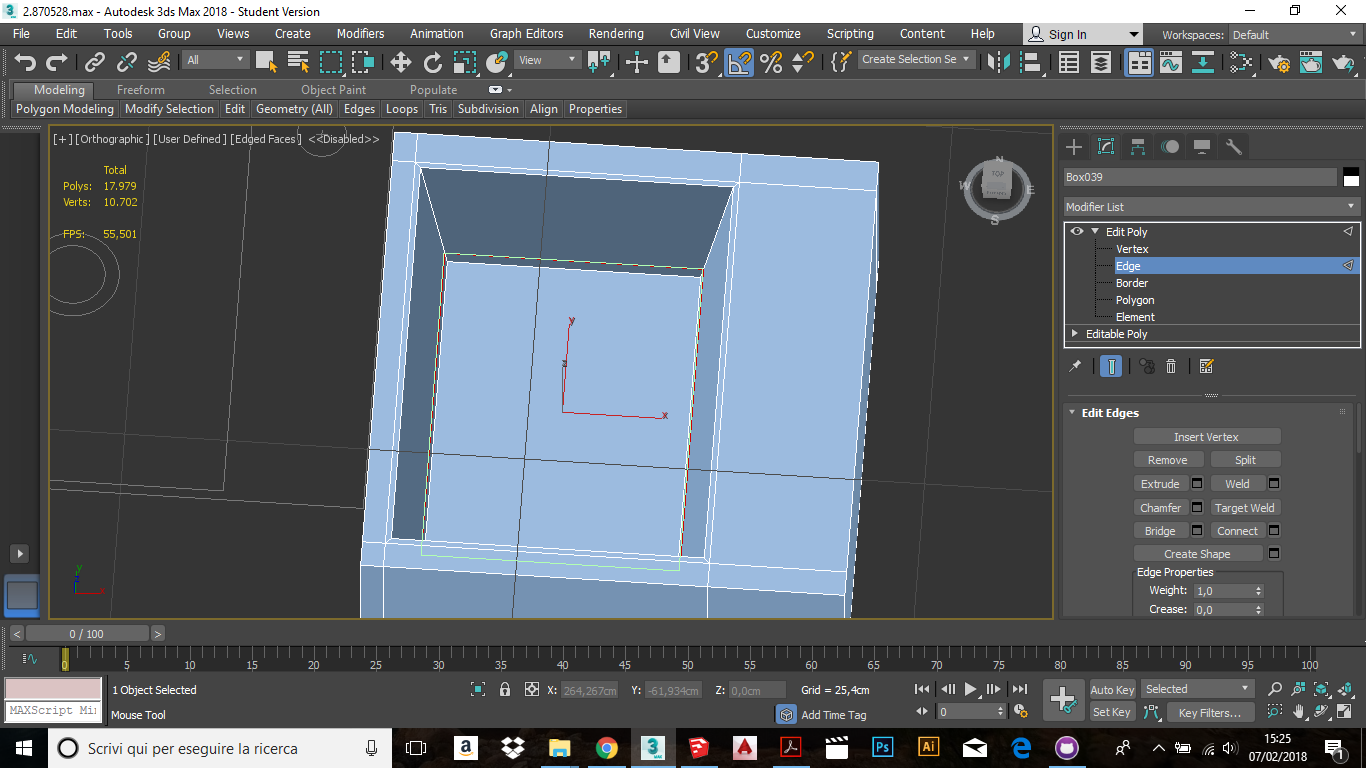 2.870528.max - Autodesk 3ds Max 2018 - Student Version
File Edit Tools Group Views Create Modifiers Animation Graph Editors Rendering Civil View Customize Scripting Content Help Sign In Workspaces: Default
All View Create Selection Se
Modeling Freeform Selection Object Paint Populate
Polygon Modeling Modify Selection Edit Geometry (All) Edges Loops Tris Subdivision Align Properties
[+] [Orthographic ] [User Defined ] [Edged Faces ] <<Disabled>>
Total
Polys: 17.979
Verts: 10.702
FPS: 55,501
N
W TOP E
S
y
z
x
y
z
x
Box039
Modifier List
Edit Poly
Vertex
Edge
Border
Polygon
Element
Editable Poly
Edit Edges
Insert Vertex
Remove Split
Extrude Weld
Chamfer Target Weld
Bridge Connect
Create Shape
Edge Properties
Weight: 1,0
Crease: 0,0
< 0 / 100 >
0 5 10 15 20 25 30 35 40 45 50 55 60 65 70 75 80 85 90 95 100
1 Object Selected X: 264,267cm Y: -61,934cm Z: 0,0cm Grid = 25,4cm Auto Key Selected
MAXScript Min Mouse Tool Add Time Tag 0 Set Key Key Filters...
Scrivi qui per eseguire la ricerca
a 3 MAX A Ps Ai
15:25
07/02/2018
1